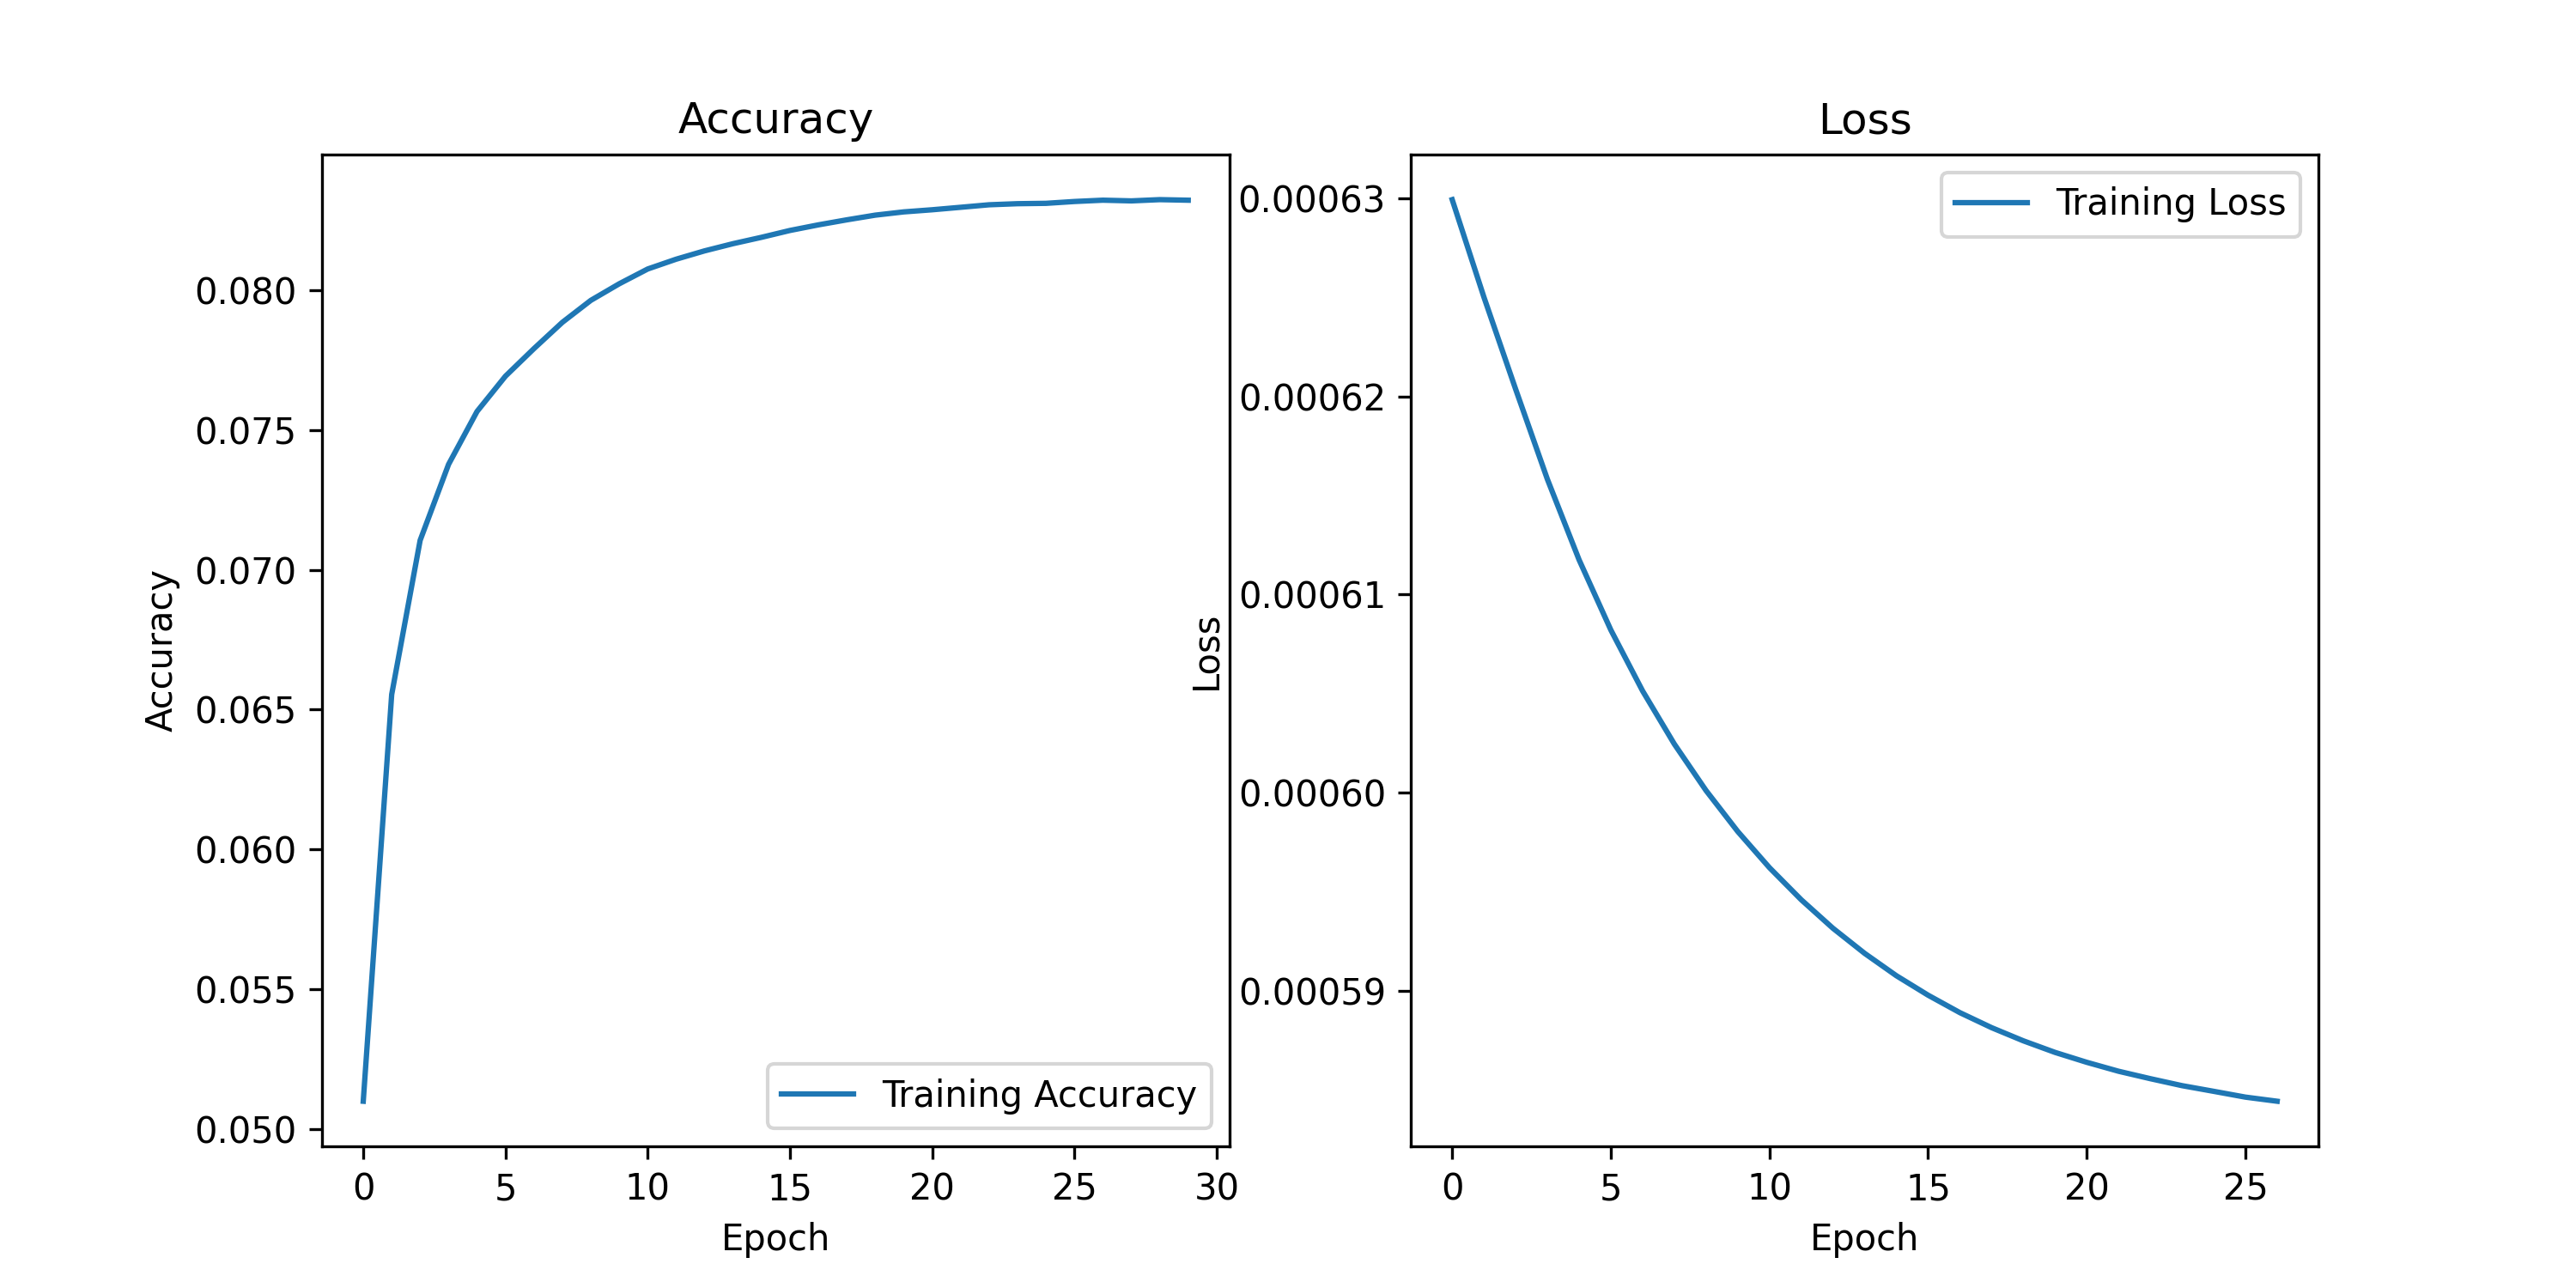 Accuracy
0.080
0.075
0.070
0.065
0.060
0.055
0.050
Accuracy
0 5 10 15 20 25 30
Epoch
Training Accuracy
Loss
0.00063
0.00062
0.00061
0.00060
0.00059
Loss
0 5 10 15 20 25
Epoch
Training Loss